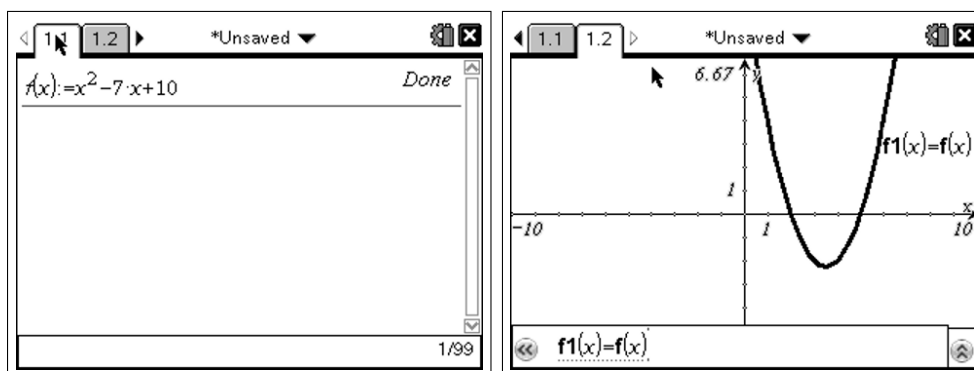 1.1 1.2 *Unsaved
f(x):=x²-7·x+10 Done
1/99
1.1 1.2 *Unsaved
6.67 y
f1(x)=f(x)
1
x
-10 1 10
f1(x)=f(x)